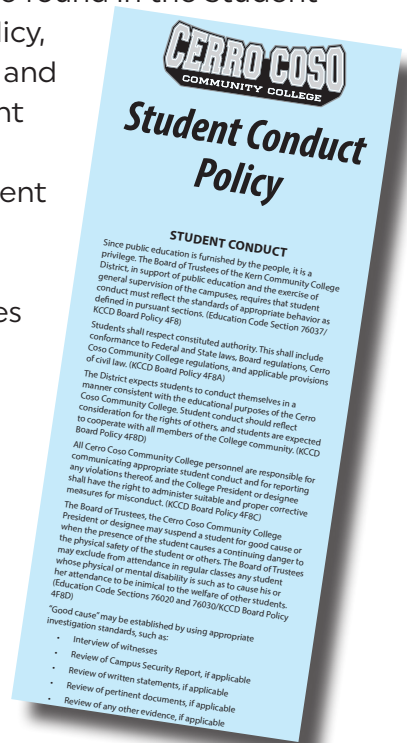 found in the Student
licy,
and
nt
ent
es
CERRO COSO
COMMUNITY COLLEGE
Student Conduct
Policy
STUDENT CONDUCT
Since public education is furnished by the people, it is a
privilege. The Board of Trustees of the Kern Community College
District, in support of public education and the exercise of
general supervision of the campuses, requires that student
conduct must reflect the standards of appropriate behavior as
defined in pursuant sections. (Education Code Section 76037/
KCCD Board Policy 4F8)
Students shall respect constituted authority. This shall include
conformance to Federal and State laws, Board regulations, Cerro
Coso Community College regulations, and applicable provisions
of civil law. (KCCD Board Policy 4F8A)
The District expects students to conduct themselves in a
manner consistent with the educational purposes of the Cerro
Coso Community College. Student conduct should reflect
consideration for the rights of others, and students are expected
to cooperate with all members of the College community. (KCCD
Board Policy 4F8D)
All Cerro Coso Community College personnel are responsible for
communicating appropriate student conduct and for reporting
any violations thereof, and the College President or designee
shall have the right to administer suitable and proper corrective
measures for misconduct. (KCCD Board Policy 4F8C)
The Board of Trustees, the Cerro Coso Community College
President or designee may suspend a student for good cause or
when the presence of the student causes a continuing danger to
the physical safety of the student or others. The Board of Trustees
may exclude from attendance in regular classes any student
whose physical or mental disability is such as to cause his or
her attendance to be inimical to the welfare of other students.
(Education Code Sections 76020 and 76030/KCCD Board Policy
4F8D)
"Good cause" may be established by using appropriate
investigation standards, such as:
• Interview of witnesses
• Review of Campus Security Report, if applicable
• Review of written statements, if applicable
• Review of pertinent documents, if applicable
• Review of any other evidence, if applicable